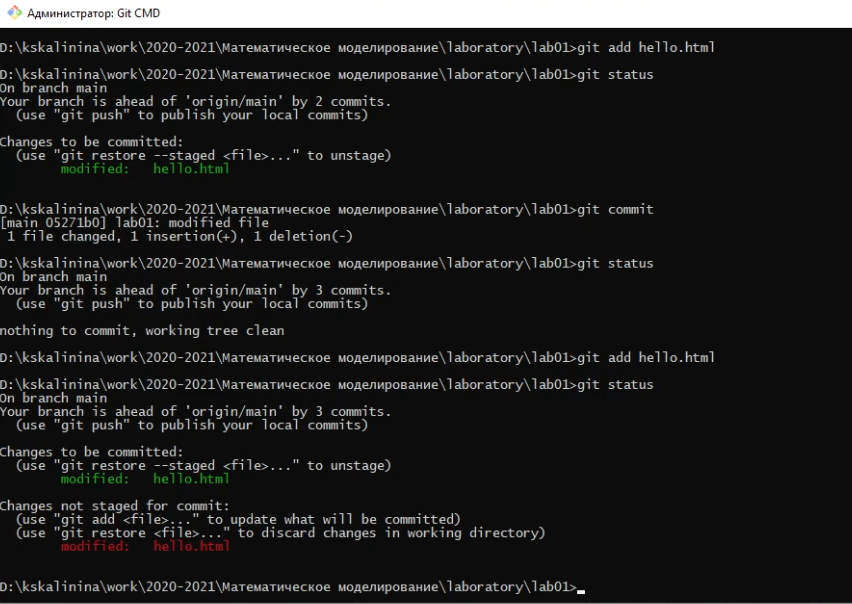 Администратор: Git CMD
D:\kskalinina\work\2020-2021\Математическое моделирование\laboratory\lab01>git add hello.html
D:\kskalinina\work\2020-2021\Математическое моделирование\laboratory\lab01>git status
On branch main
Your branch is ahead of 'origin/main' by 2 commits.
(use "git push" to publish your local commits)
Changes to be committed:
(use "git restore --staged <file>..." to unstage)
modified:   hello.html
D:\kskalinina\work\2020-2021\Математическое моделирование\laboratory\lab01>git commit
[main 05271b0] lab01: modified file
1 file changed, 1 insertion(+), 1 deletion(-)
D:\kskalinina\work\2020-2021\Математическое моделирование\laboratory\lab01>git status
On branch main
Your branch is ahead of 'origin/main' by 3 commits.
(use "git push" to publish your local commits)
nothing to commit, working tree clean
D:\kskalinina\work\2020-2021\Математическое моделирование\laboratory\lab01>git add hello.html
D:\kskalinina\work\2020-2021\Математическое моделирование\laboratory\lab01>git status
On branch main
Your branch is ahead of 'origin/main' by 3 commits.
(use "git push" to publish your local commits)
Changes to be committed:
(use "git restore --staged <file>..." to unstage)
modified:   hello.html
Changes not staged for commit:
(use "git add <file>..." to update what will be committed)
(use "git restore <file>..." to discard changes in working directory)
modified:   hello.html
D:\kskalinina\work\2020-2021\Математическое моделирование\laboratory\lab01>